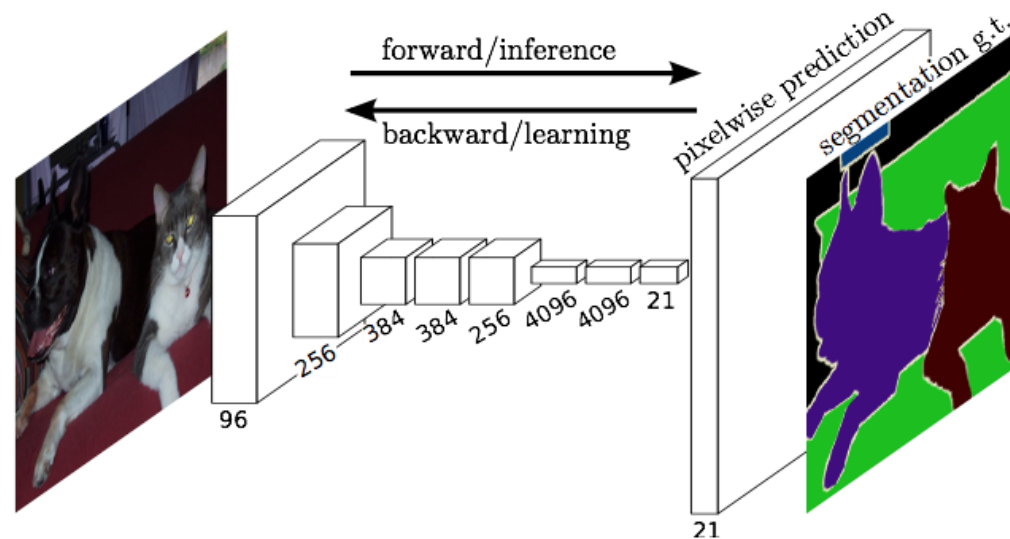 forward/inference
backward/learning
pixelwise prediction
segmentation g.t.
96
256
384
384
256
4096
4096
21
21